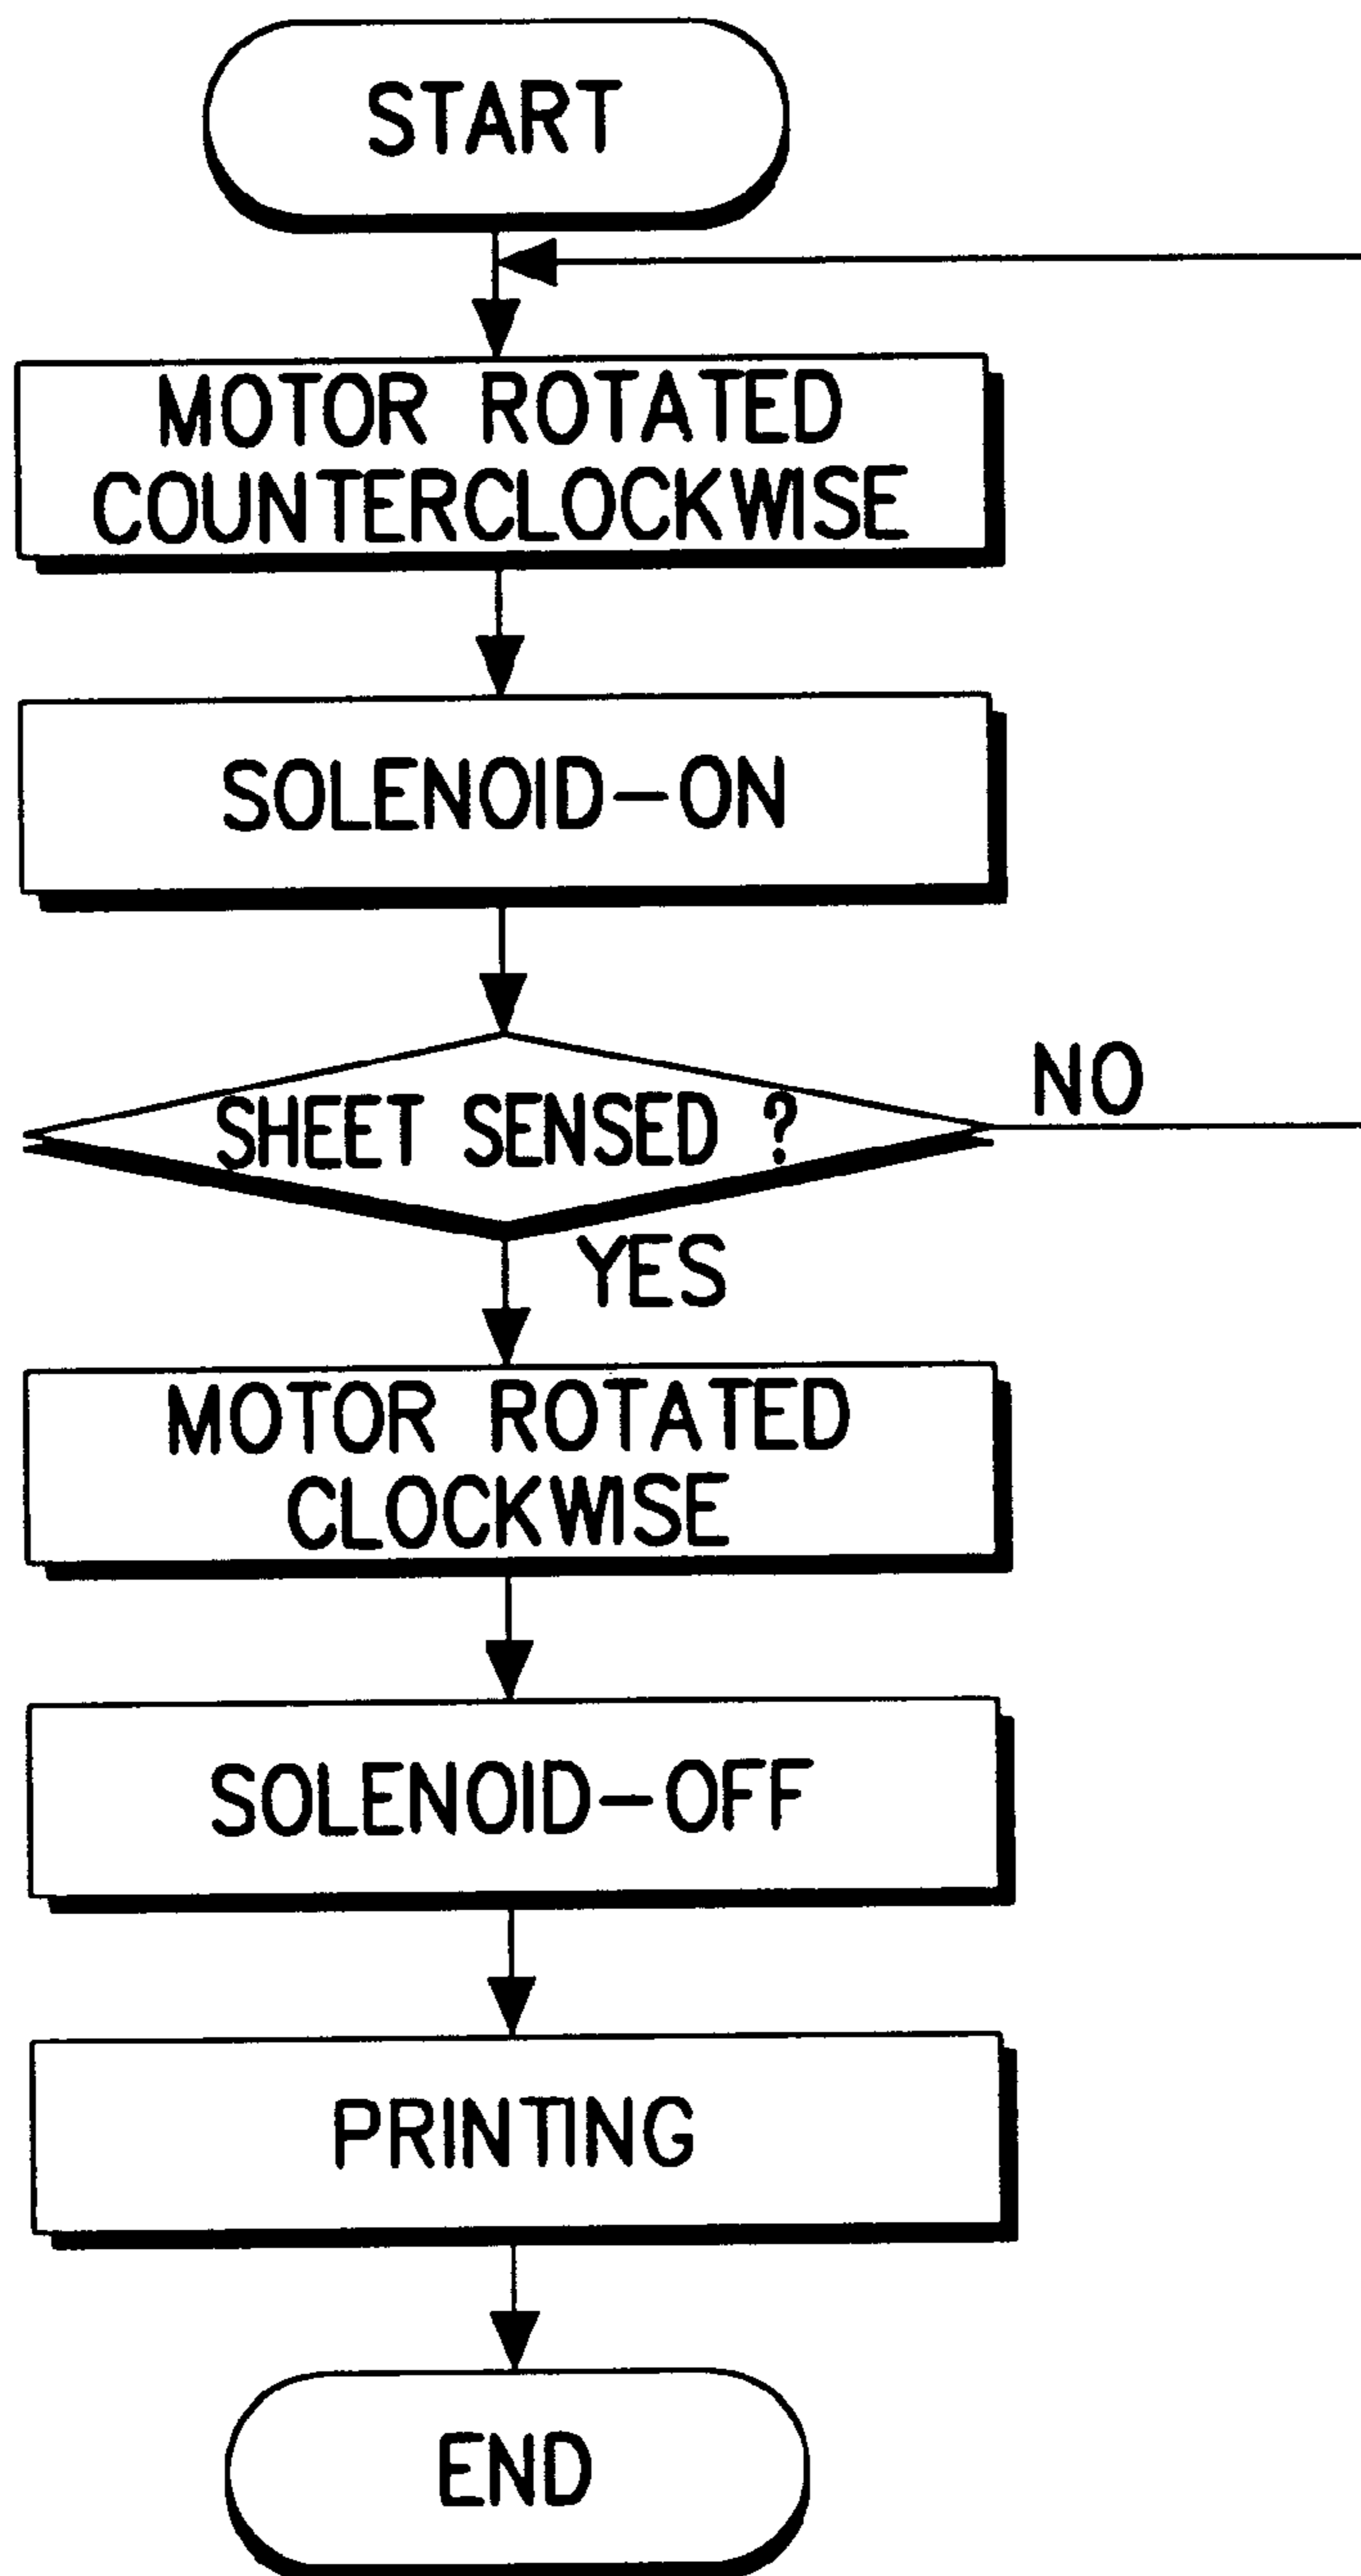 START
MOTOR ROTATED
COUNTERCLOCKWISE
SOLENOID-ON
SHEET SENSED ?
NO
YES
MOTOR ROTATED
CLOCKWISE
SOLENOID-OFF
PRINTING
END